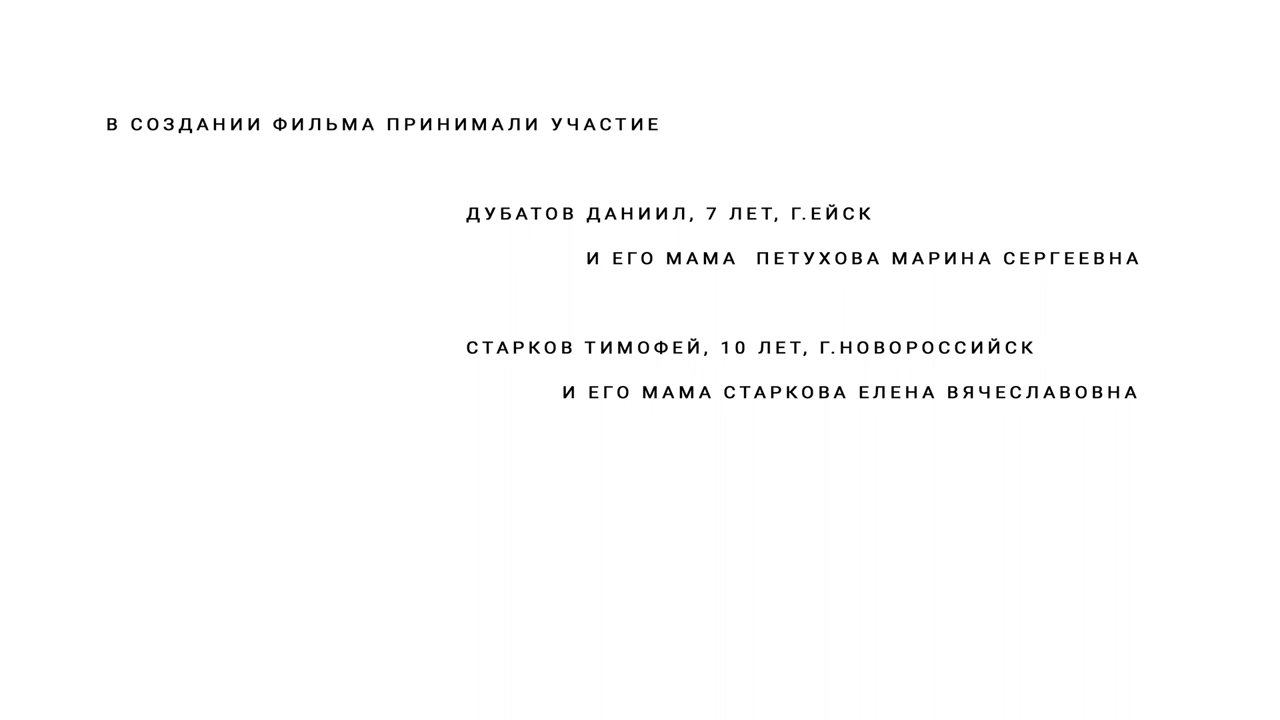 В СОЗДАНИИ ФИЛЬМА ПРИНИМАЛИ УЧАСТИЕ
ДУБАТОВ ДАНИИЛ, 7 ЛЕТ, Г.ЕЙСК
И ЕГО МАМА  ПЕТУХОВА МАРИНА СЕРГЕЕВНА
СТАРКОВ ТИМОФЕЙ, 10 ЛЕТ, Г.НОВОРОССИЙСК
И ЕГО МАМА СТАРКОВА ЕЛЕНА ВЯЧЕСЛАВОВНА